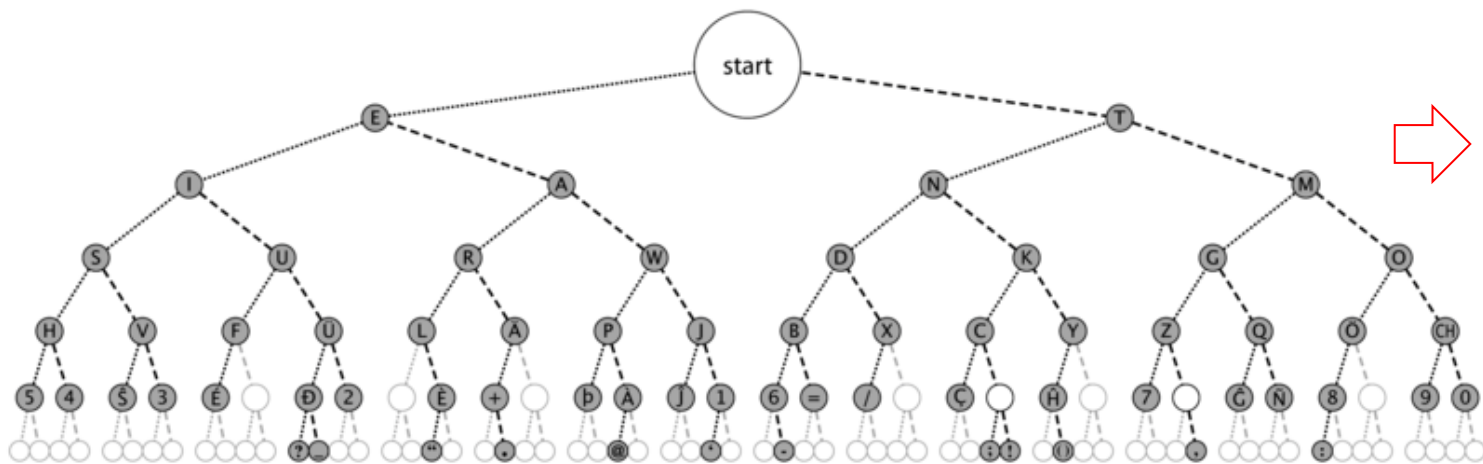 start
E T
I A N M
S U R W D K G O
H V F Ü L Ä P J B X C Y Z Q Ö CH
5 4 Ŝ 3 É Đ 2 È + þ À Ĵ 1 6 = / Ç Ĥ 7 Ĝ Ñ 8 9 0
? _ " . @ ' - ; ! () , :